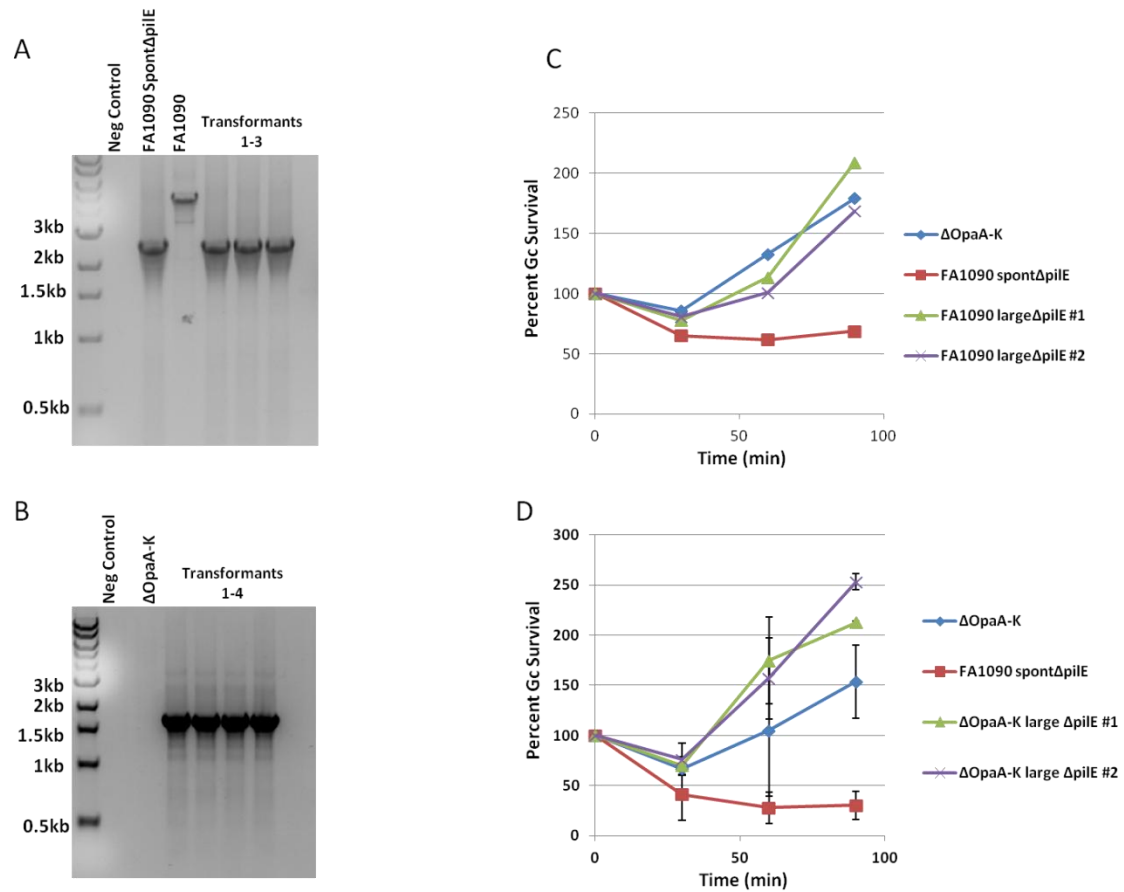 A
Neg Control
FA1090 SpontΔpilE
FA1090
Transformants
1-3
3kb
2kb
1.5kb
1kb
0.5kb
B
Neg Control
ΔOpaA-K
Transformants
1-4
3kb
2kb
1.5kb
1kb
0.5kb
C
Percent Gc Survival
250
200
150
100
50
0
0
50
100
Time (min)
ΔOpaA-K
FA1090 spontΔpilE
FA1090 largeΔpilE #1
FA1090 largeΔpilE #2
D
Percent Gc Survival
300
250
200
150
100
50
0
0
50
100
Time (min)
ΔOpaA-K
FA1090 spontΔpilE
ΔOpaA-K large ΔpilE #1
ΔOpaA-K large ΔpilE #2